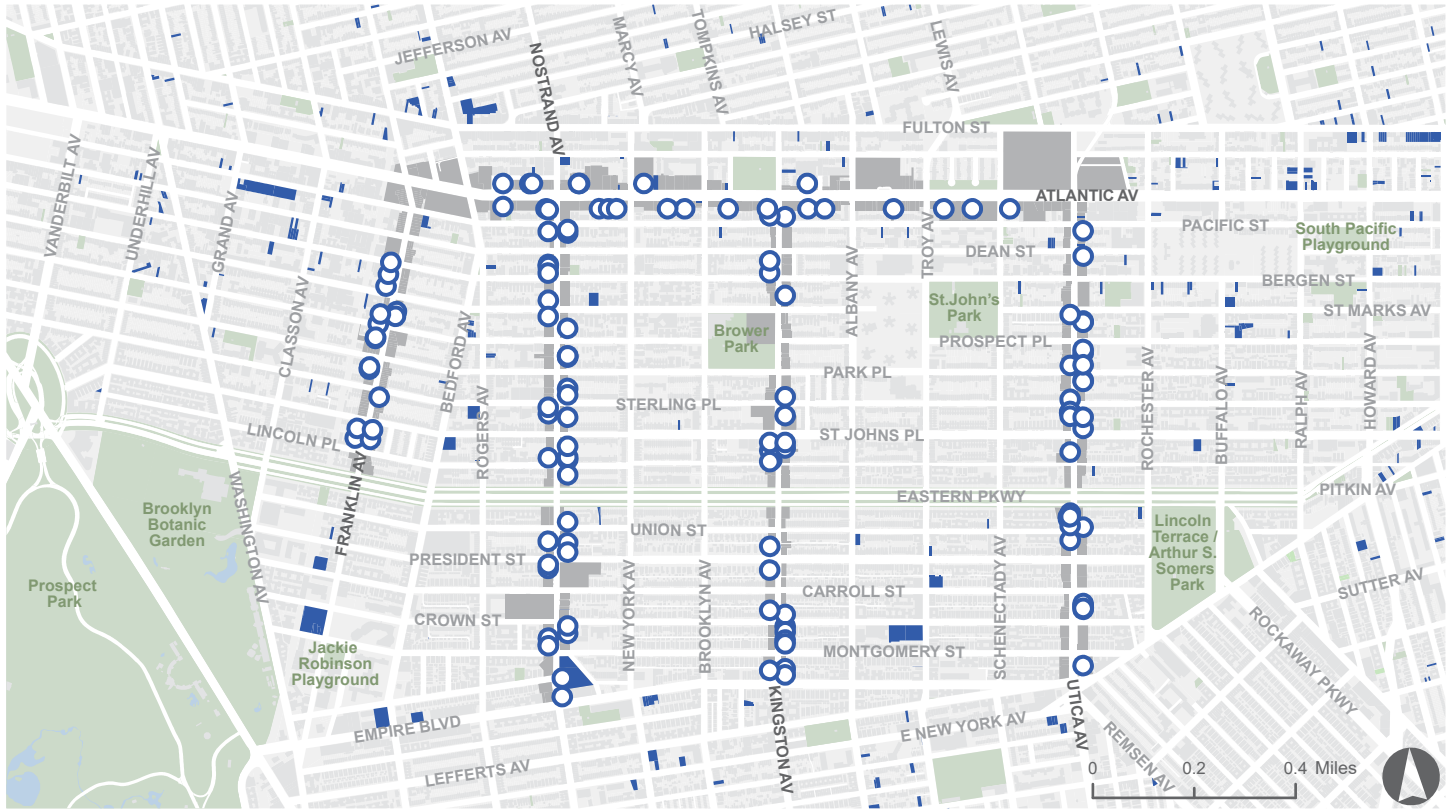 JEFFERSON AV
NOSTRAND AV
MARCY AV
TOMPKINS AV
HALSEY ST
LEWIS AV
FULTON ST
VANDERBILT AV
UNDERHILL AV
GRAND AV
CLASSON AV
BEDFORD AV
ROGERS AV
ATLANTIC AV
PACIFIC ST
South Pacific
Playground
DEAN ST
TROY AV
ALBANY AV
BERGEN ST
St.John's
Park
ST MARKS AV
Brower
Park
PROSPECT PL
PARK PL
STERLING PL
ST JOHNS PL
LINCOLN PL
ROCHESTER AV
BUFFALO AV
RALPH AV
HOWARD AV
WASHINGTON AV
FRANKLIN AV
EASTERN PKWY
PITKIN AV
Brooklyn
Botanic
Garden
UNION ST
PRESIDENT ST
Lincoln
Terrace /
Arthur S.
Somers
Park
Prospect
Park
CARROLL ST
SUTTER AV
CROWN ST
NEW YORK AV
BROOKLYN AV
SCHENECTADY AV
MONTGOMERY ST
ROCKAWAY PKWY
Jackie
Robinson
Playground
KINGSTON AV
UTICA AV
EMPIRE BLVD
E NEW YORK AV
REMSEN AV
LEFFERTS AV
0 0.2 0.4 Miles